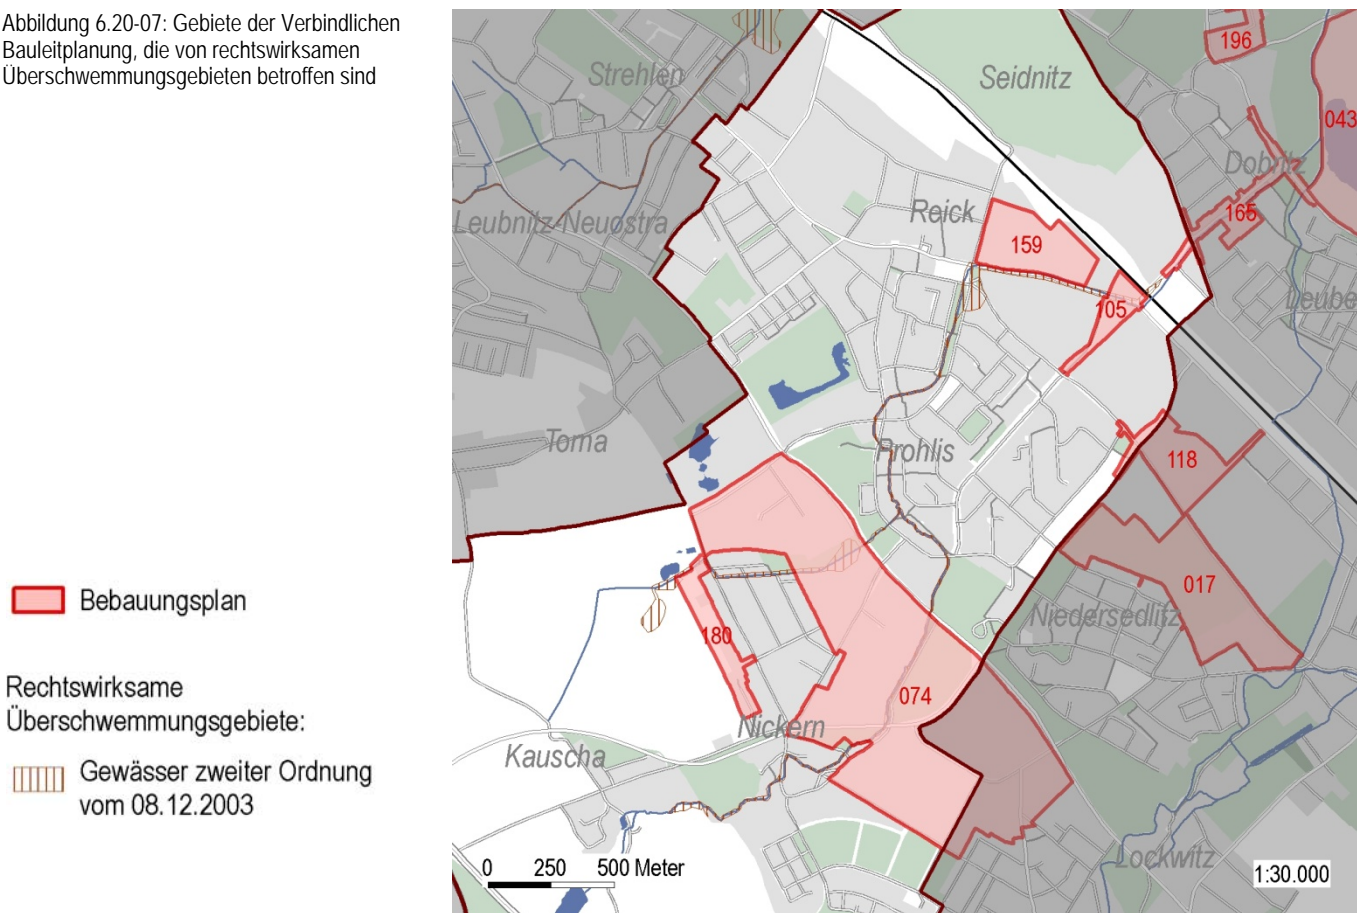 Abbildung 6.20-07: Gebiete der Verbindlichen
Bauleitplanung, die von rechtswirksamen
Überschwemmungsgebieten betroffen sind
Strehlen
Seidnitz
196
043
Dobritz
Leubnitz-Neuostra
Reick
165
159
105
Leube
Torna
Prohlis
118
017
Niedersedlitz
180
074
Nickern
Kauscha
Lockwitz
0 250 500 Meter
1:30.000
Bebauungsplan
Rechtswirksame
Überschwemmungsgebiete:
Gewässer zweiter Ordnung
vom 08.12.2003